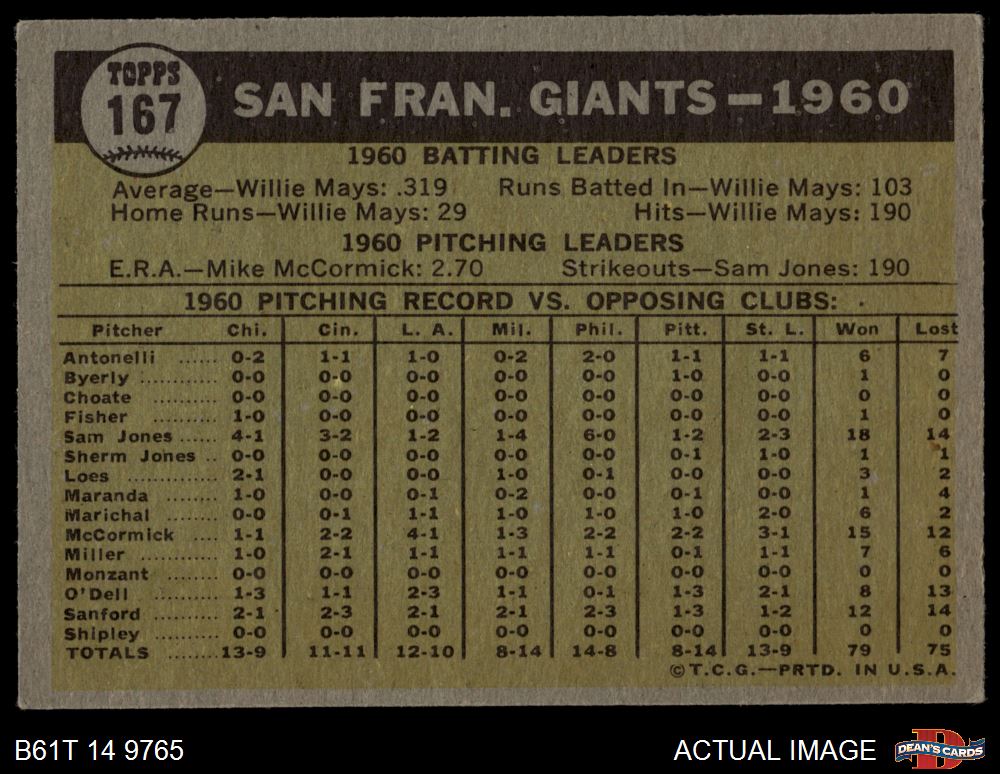 TOPPS
167
SAN FRAN. GIANTS—1960
1960 BATTING LEADERS
Average—Willie Mays: .319 Runs Batted In—Willie Mays: 103
Home Runs—Willie Mays: 29 Hits—Willie Mays: 190
1960 PITCHING LEADERS
E.R.A.—Mike McCormick: 2.70 Strikeouts—Sam Jones: 190
1960 PITCHING RECORD VS. OPPOSING CLUBS:
Pitcher Chi. Cin. L. A. Mil. Phil. Pitt. St. L. Won Lost
Antonelli ...... 0-2 1-1 1-0 0-2 2-0 1-1 1-1 6 7
Byerly ........... 0-0 0-0 0-0 0-0 0-0 1-0 0-0 1 0
Choate .......... 0-0 0-0 0-0 0-0 0-0 0-0 0-0 0 0
Fisher .......... 1-0 0-0 0-0 0-0 0-0 0-0 0-0 1 0
Sam Jones ...... 4-1 3-2 1-2 1-4 6-0 1-2 2-3 18 14
Sherm Jones .. 0-0 0-0 0-0 0-0 0-0 0-1 1-0 1 1
Loes .............. 2-1 0-0 0-0 1-0 0-1 0-0 0-0 3 2
Maranda ........ 1-0 0-0 0-1 0-2 0-0 0-1 0-0 1 4
Marichal ........ 0-0 0-1 1-1 1-0 1-0 1-0 2-0 6 2
McCormick .... 1-1 2-2 4-1 1-3 2-2 2-2 3-1 15 12
Miller ............ 1-0 2-1 1-1 1-1 1-1 0-1 1-1 7 6
Monzant ........ 0-0 0-0 0-0 0-0 0-0 0-0 0-0 0 0
O'Dell ............ 1-3 1-1 2-3 1-1 0-1 1-3 2-1 8 13
Sanford .......... 2-1 2-3 2-1 2-1 2-3 1-3 1-2 12 14
Shipley .......... 0-0 0-0 0-0 0-0 0-0 0-0 0-0 0 0
TOTALS ........ 13-9 11-11 12-10 8-14 14-8 8-14 13-9 79 75
©T.C.G.—PRTD. IN U.S.A.
B61T 14 9765 ACTUAL IMAGE DEAN'S CARDS